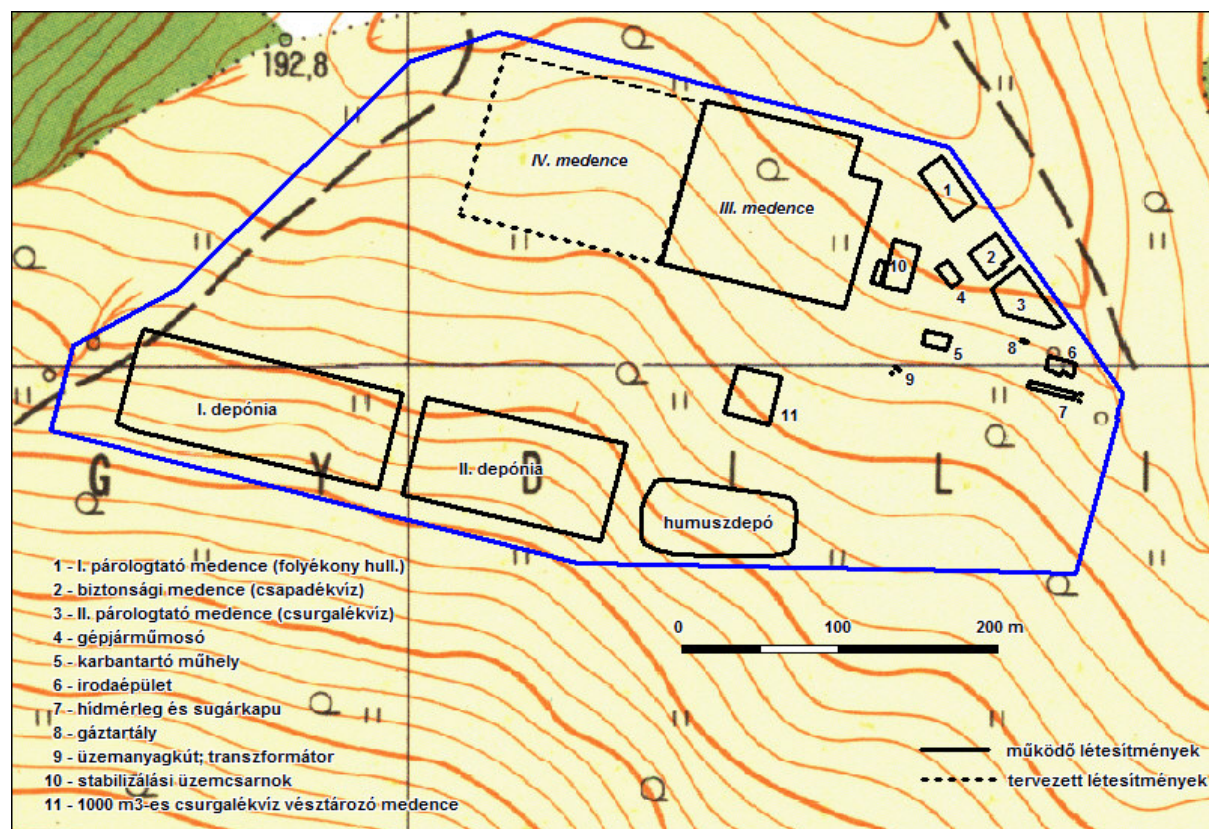 192,8
IV. medence
III. medence
1
2
10
4
3
5
8
6
9
7
11
I. depónia
II. depónia
G Y D L L I
humuszdepó
1 - I. párologtató medence (folyékony hull.)
2 - biztonsági medence (csapadékvíz)
3 - II. párologtató medence (csurgalékvíz)
4 - gépjárműmosó
5 - karbantartó műhely
6 - irodaépület
7 - hídmérleg és sugárkapu
8 - gáztartály
9 - üzemanyagkút; transzformátor
10 - stabilizálási üzemcsarnok
11 - 1000 m3-es csurgalékvíz vésztározó medence
0 100 200 m
működő létesítmények
tervezett létesítmények